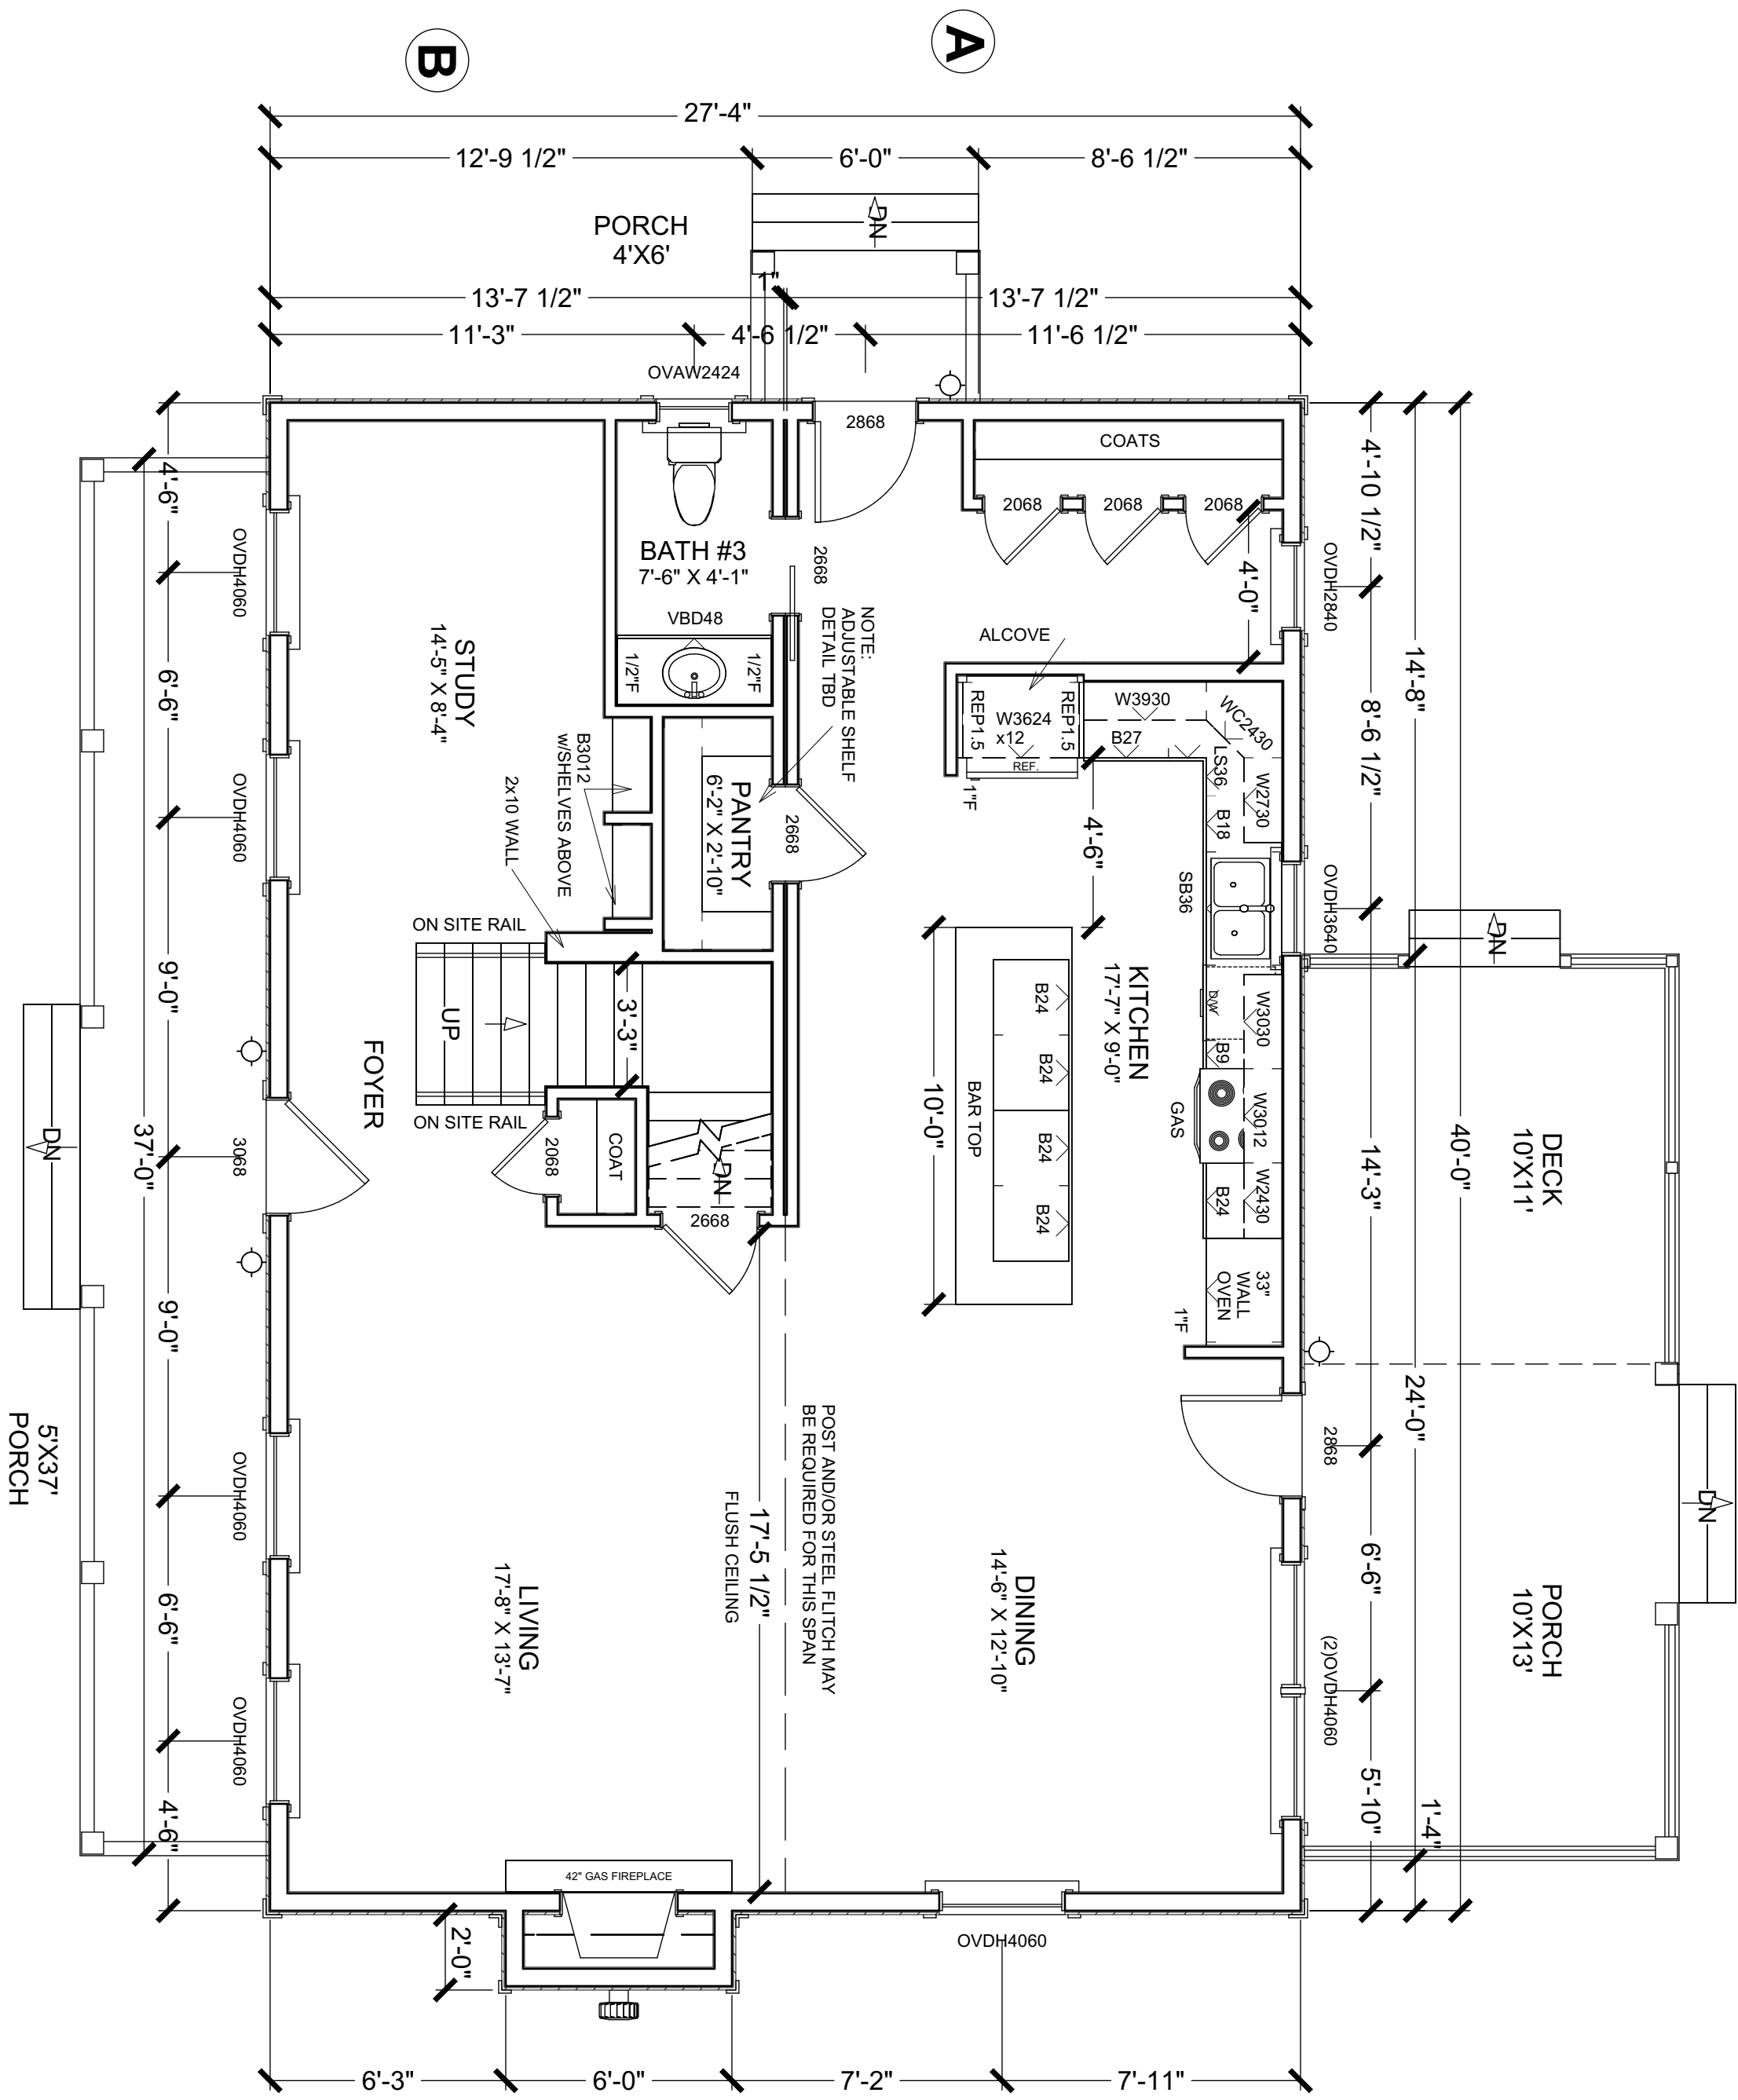 A
B
27'-4"
12'-9 1/2"
6'-0"
8'-6 1/2"
PORCH
4'X6'
DN
1"
13'-7 1/2"
13'-7 1/2"
11'-3"
4'-6 1/2"
11'-6 1/2"
OVAW2424
2868
COATS
2068
2068
2068
4'-0"
BATH #3
7'-6" X 4'-1"
2668
VBD48
1/2"F
1/2"F
NOTE:
ADJUSTABLE SHELF
DETAIL TBD
ALCOVE
STUDY
14'-5" X 8'-4"
B3012
w/SHELVES ABOVE
2x10 WALL
PANTRY
6'-2" X 2'-10"
2668
REP1.5
W3624
x12
REP1.5
REF.
1"F
W3930
B27
WC2430
LS36
W2730
B18
4'-6"
SB36
KITCHEN
17'-7" X 9'-0"
D/W
W3030
B9
W3012
GAS
W2430
B24
33"
WALL
OVEN
1"F
B24
B24
B24
B24
BAR TOP
10'-0"
ON SITE RAIL
UP
3'-3"
ON SITE RAIL
FOYER
2068
COAT
DN
2668
POST AND/OR STEEL FLITCH MAY
BE REQUIRED FOR THIS SPAN
17'-5 1/2"
FLUSH CEILING
LIVING
17'-8" X 13'-7"
DINING
14'-6" X 12'-10"
42" GAS FIREPLACE
2'-0"
OVDH4060
6'-3"
6'-0"
7'-2"
7'-11"
4'-6"
6'-6"
9'-0"
9'-0"
6'-6"
4'-6"
OVDH4060
OVDH4060
3068
OVDH4060
OVDH4060
37'-0"
DN
5'X37'
PORCH
OVDH2840
OVDH3640
2868
(2)OVDH4060
4'-10 1/2"
8'-6 1/2"
14'-3"
6'-6"
5'-10"
14'-8"
24'-0"
1'-4"
40'-0"
DN
DECK
10'X11'
PORCH
10'X13'
DN